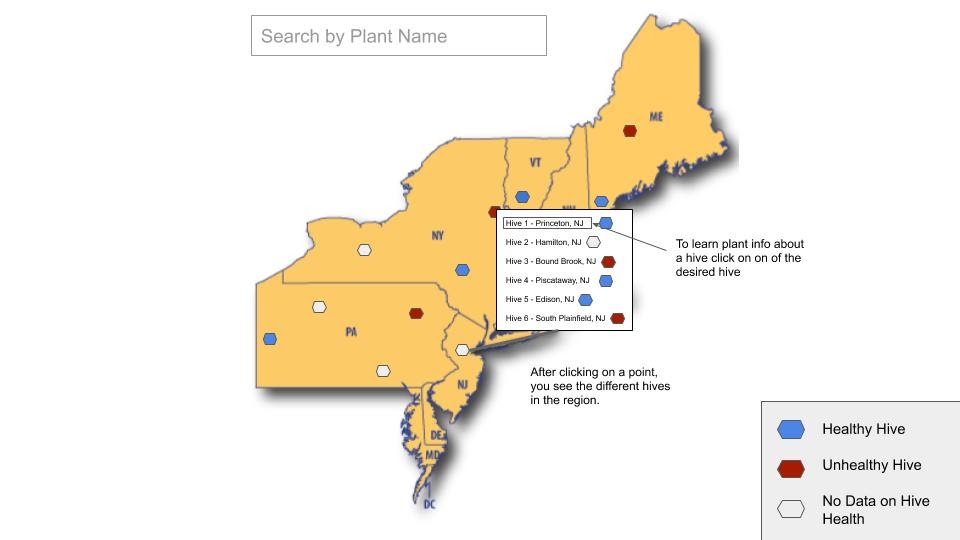 Search by Plant Name
ME
VT
NY
Hive 1 - Princeton, NJ
Hive 2 - Hamilton, NJ
Hive 3 - Bound Brook, NJ
Hive 4 - Piscataway, NJ
Hive 5 - Edison, NJ
Hive 6 - South Plainfield, NJ
To learn plant info about
a hive click on on of the
desired hive
PA
After clicking on a point,
you see the different hives
in the region.
NJ
DE
MD
DC
Healthy Hive
Unhealthy Hive
No Data on Hive
Health